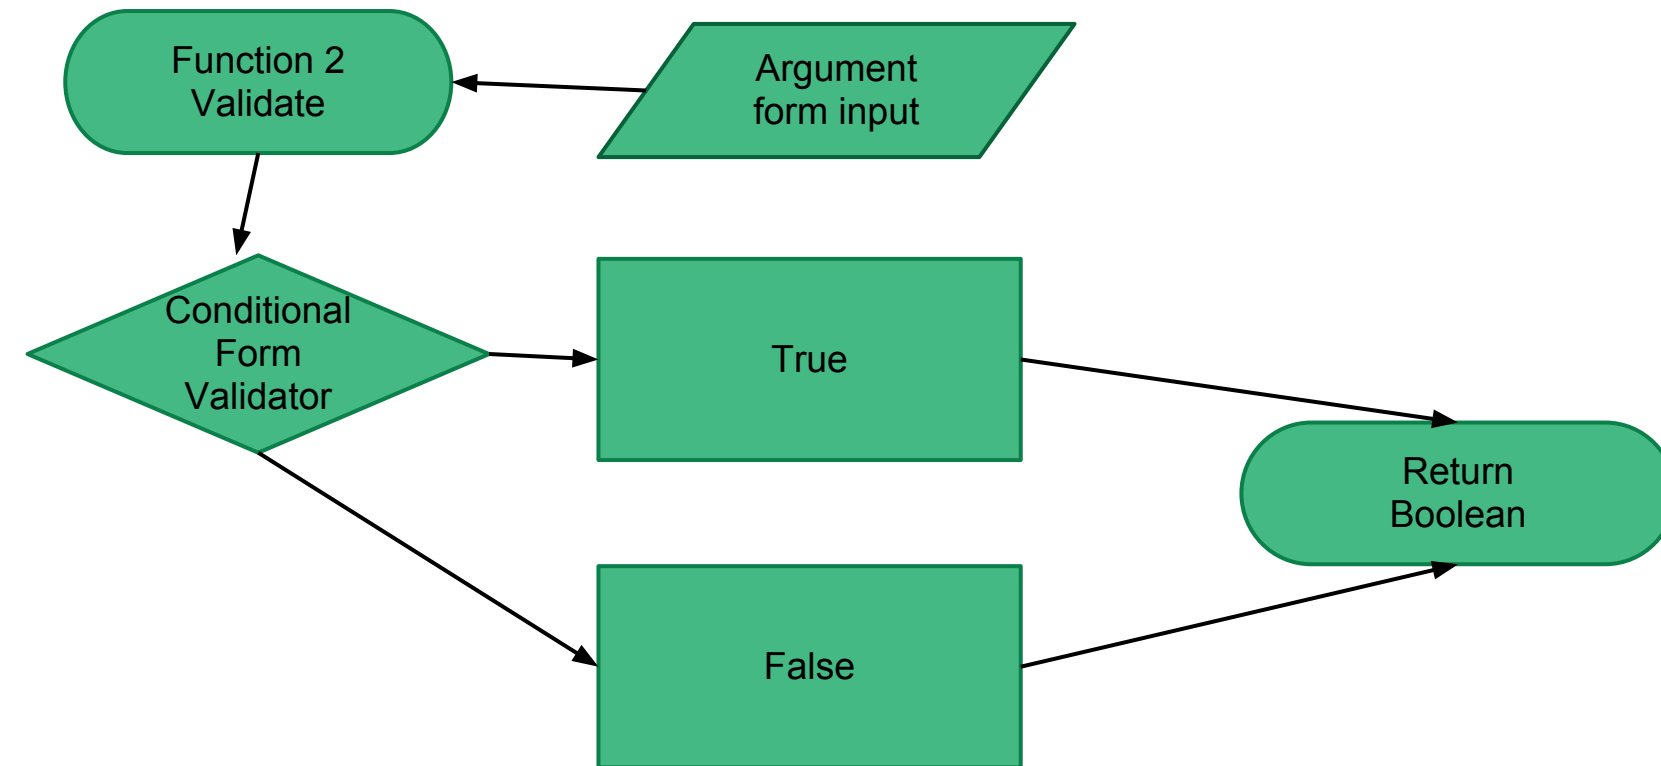 Function 2
Validate
Argument
form input
Conditional
Form
Validator
True
Return
Boolean
False